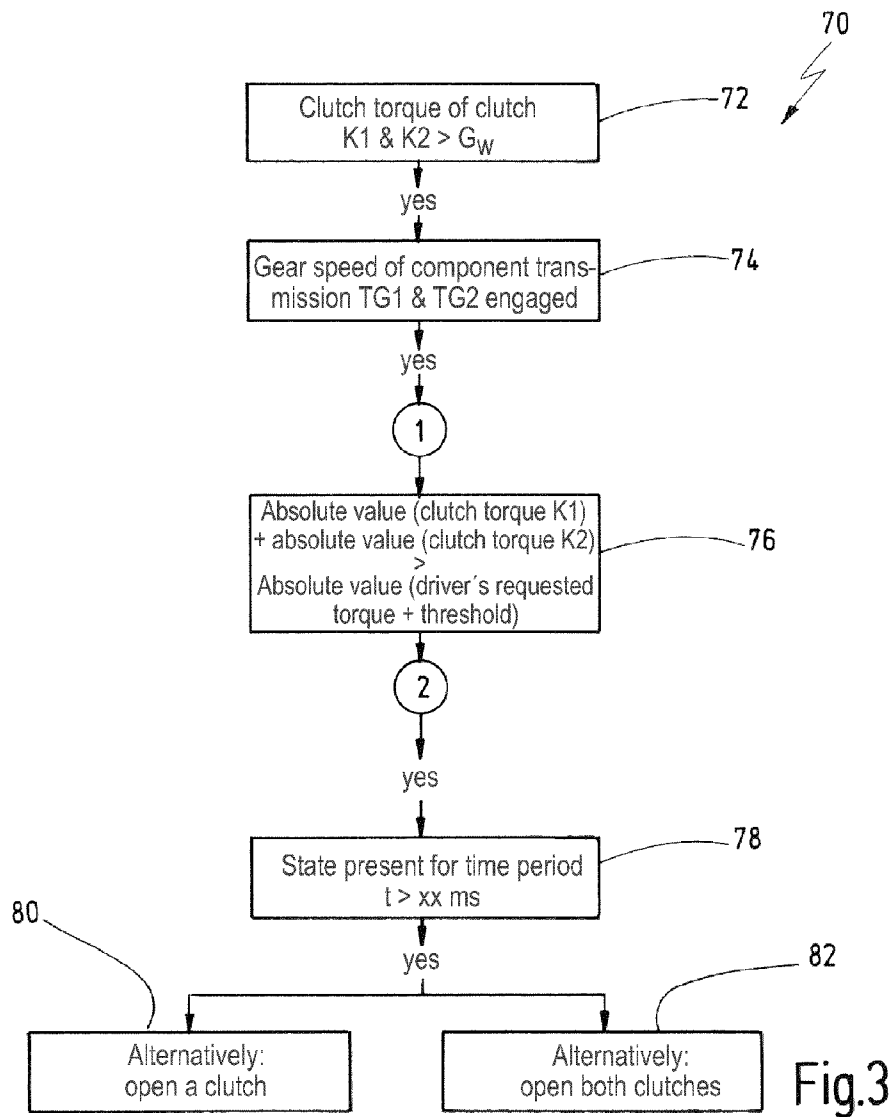 70
Clutch torque of clutch
K1 & K2 > GW
72
yes
Gear speed of component trans-
mission TG1 & TG2 engaged
74
yes
1
Absolute value (clutch torque K1)
+ absolute value (clutch torque K2)
>
Absolute value (driver´s requested
torque + threshold)
76
2
yes
State present for time period
t > xx ms
78
yes
80
Alternatively:
open a clutch
82
Alternatively:
open both clutches
Fig.3